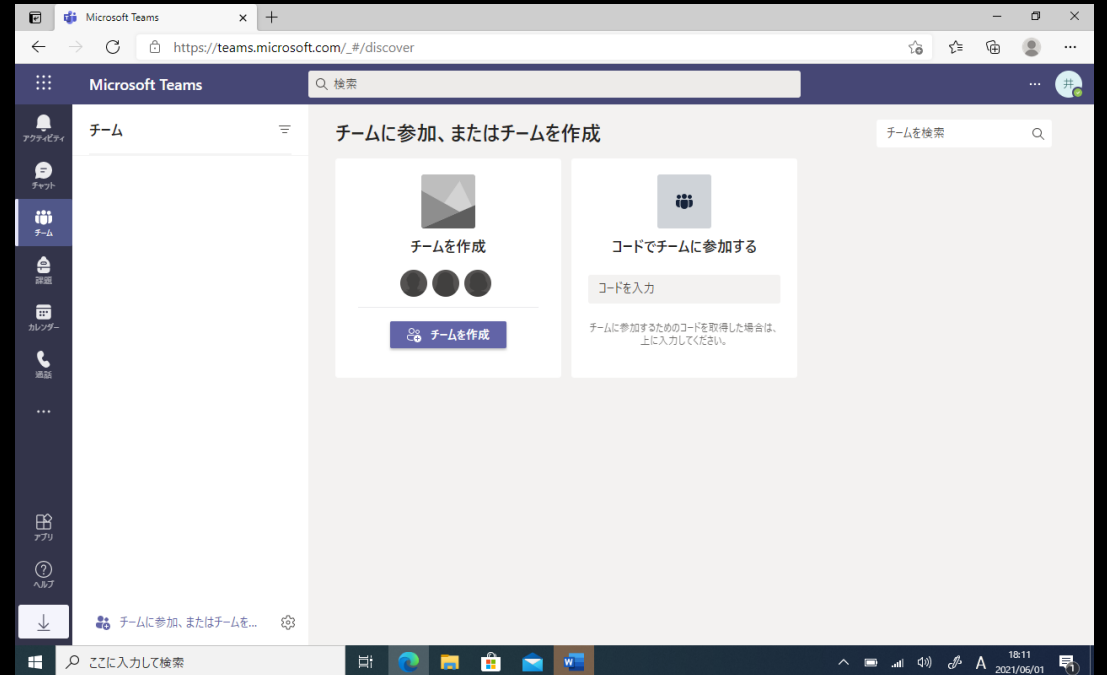 Microsoft Teams
https://teams.microsoft.com/_#/discover
Microsoft Teams
検索
井
アクティビティ
チャット
チーム
課題
カレンダー
通話
アプリ
ヘルプ
チーム
チームに参加、またはチームを...
チームに参加、またはチームを作成
チームを検索
チームを作成
チームを作成
コードでチームに参加する
コードを入力
チームに参加するためのコードを取得した場合は、
上に入力してください。
ここに入力して検索
A
18:11
2021/06/01
1